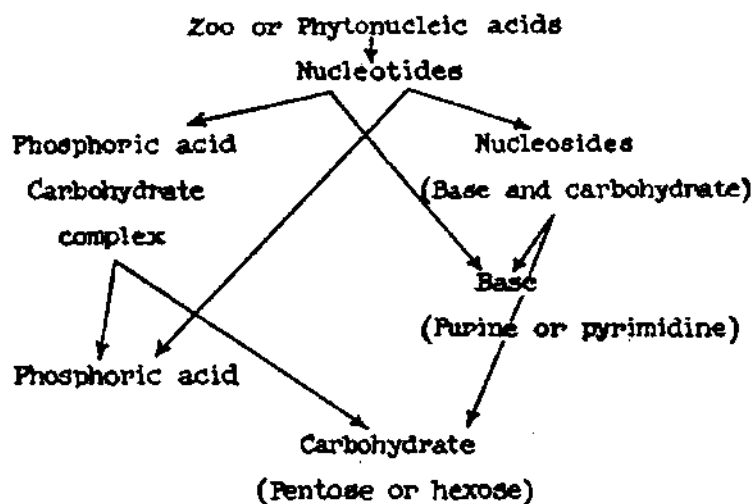 Zoo or Phytonucleic acids
Nucleotides
Phosphoric acid
Carbohydrate
complex
Nucleosides
(Base and carbohydrate)
Base
(Purine or pyrimidine)
Phosphoric acid
Carbohydrate
(Pentose or hexose)